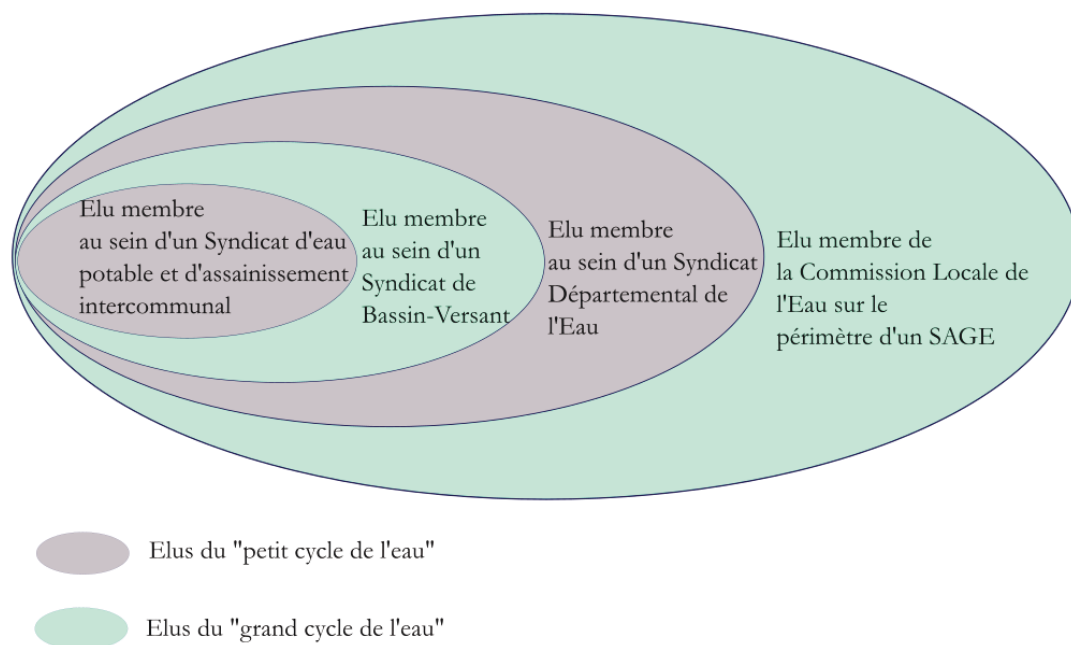 Elu membre
au sein d'un Syndicat d'eau
potable et d'assainissement
intercommunal
Elu membre
au sein d'un
Syndicat de
Bassin-Versant
Elu membre
au sein d'un Syndicat
Départemental de
l'Eau
Elu membre de
la Commission Locale de
l'Eau sur le
périmètre d'un SAGE
Elus du "petit cycle de l'eau"
Elus du "grand cycle de l'eau"